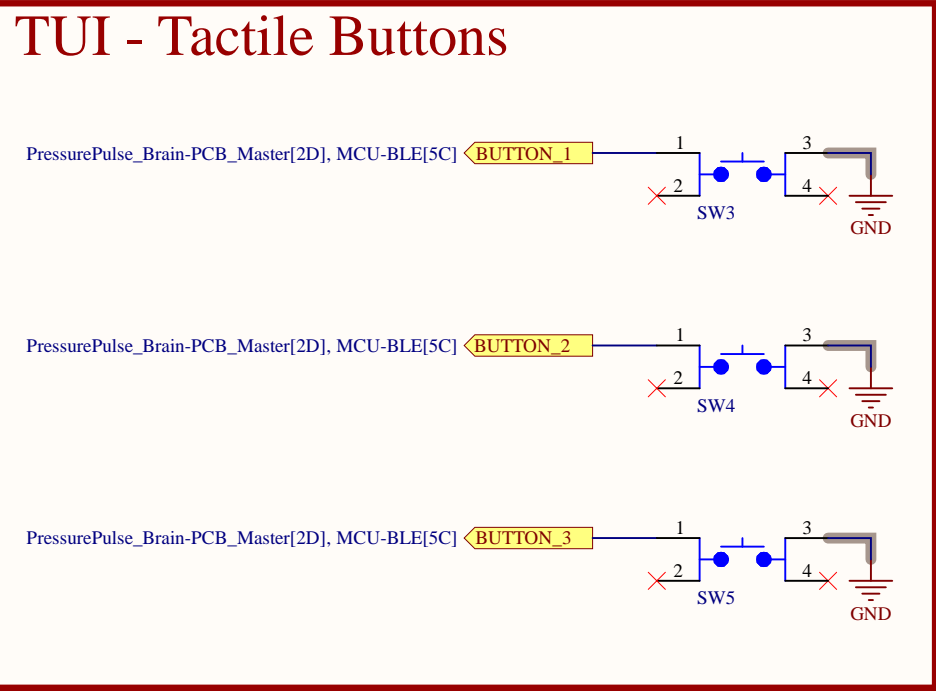 TUI - Tactile Buttons
PressurePulse_Brain-PCB_Master[2D], MCU-BLE[5C] BUTTON_1 1 3
2 4
SW3
GND
PressurePulse_Brain-PCB_Master[2D], MCU-BLE[5C] BUTTON_2 1 3
2 4
SW4
GND
PressurePulse_Brain-PCB_Master[2D], MCU-BLE[5C] BUTTON_3 1 3
2 4
SW5
GND